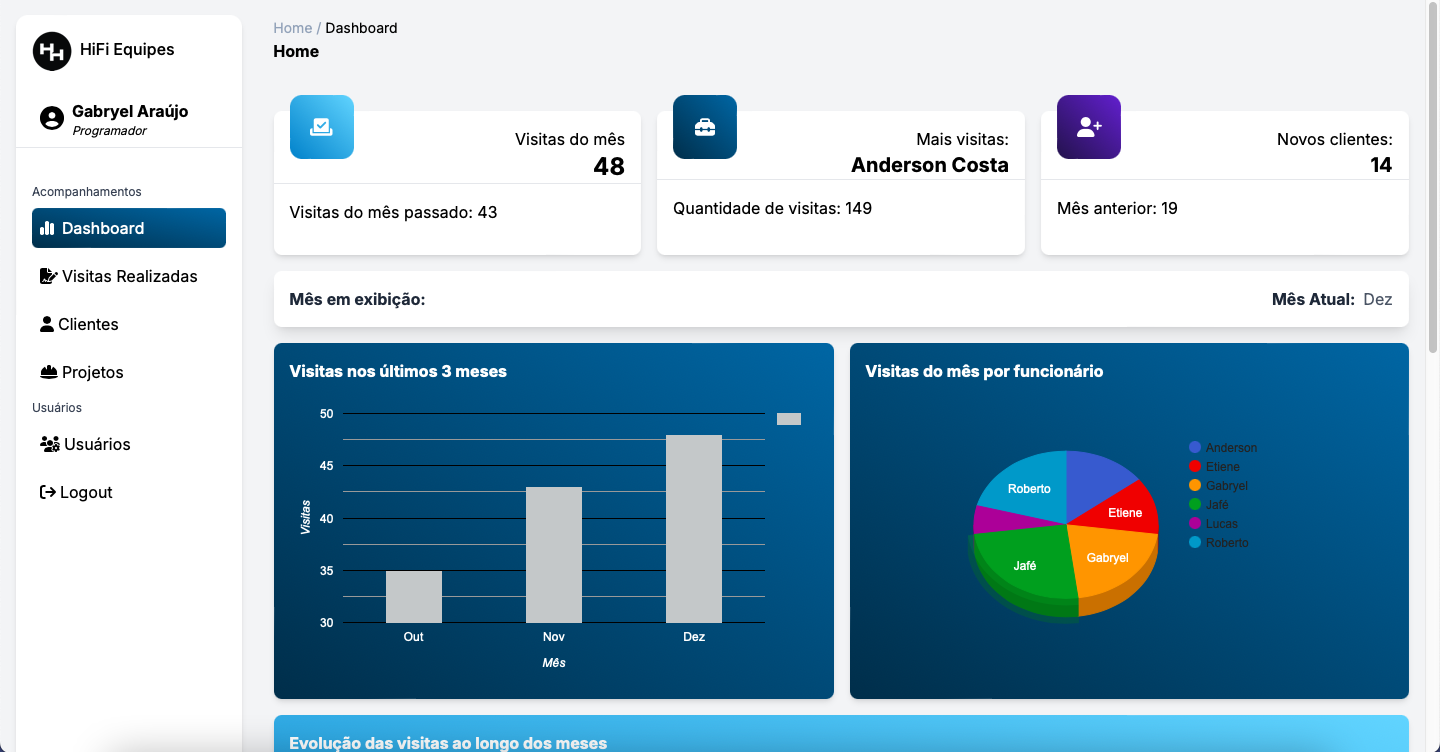 HiFi Equipes
Gabryel Araújo
Programador
Acompanhamentos
Dashboard
Visitas Realizadas
Clientes
Projetos
Usuários
Usuários
Logout
Home / Dashboard
Home
Visitas do mês
48
Visitas do mês passado: 43
Mais visitas:
Anderson Costa
Quantidade de visitas: 149
Novos clientes:
14
Mês anterior: 19
Mês em exibição:
Mês Atual: Dez
Visitas nos últimos 3 meses
50
45
40
35
30
Visitas
Out Nov Dez
Mês
Visitas do mês por funcionário
Roberto
Etiene
Gabryel
Jafé
Anderson
Etiene
Gabryel
Jafé
Lucas
Roberto
Evolução das visitas ao longo dos meses